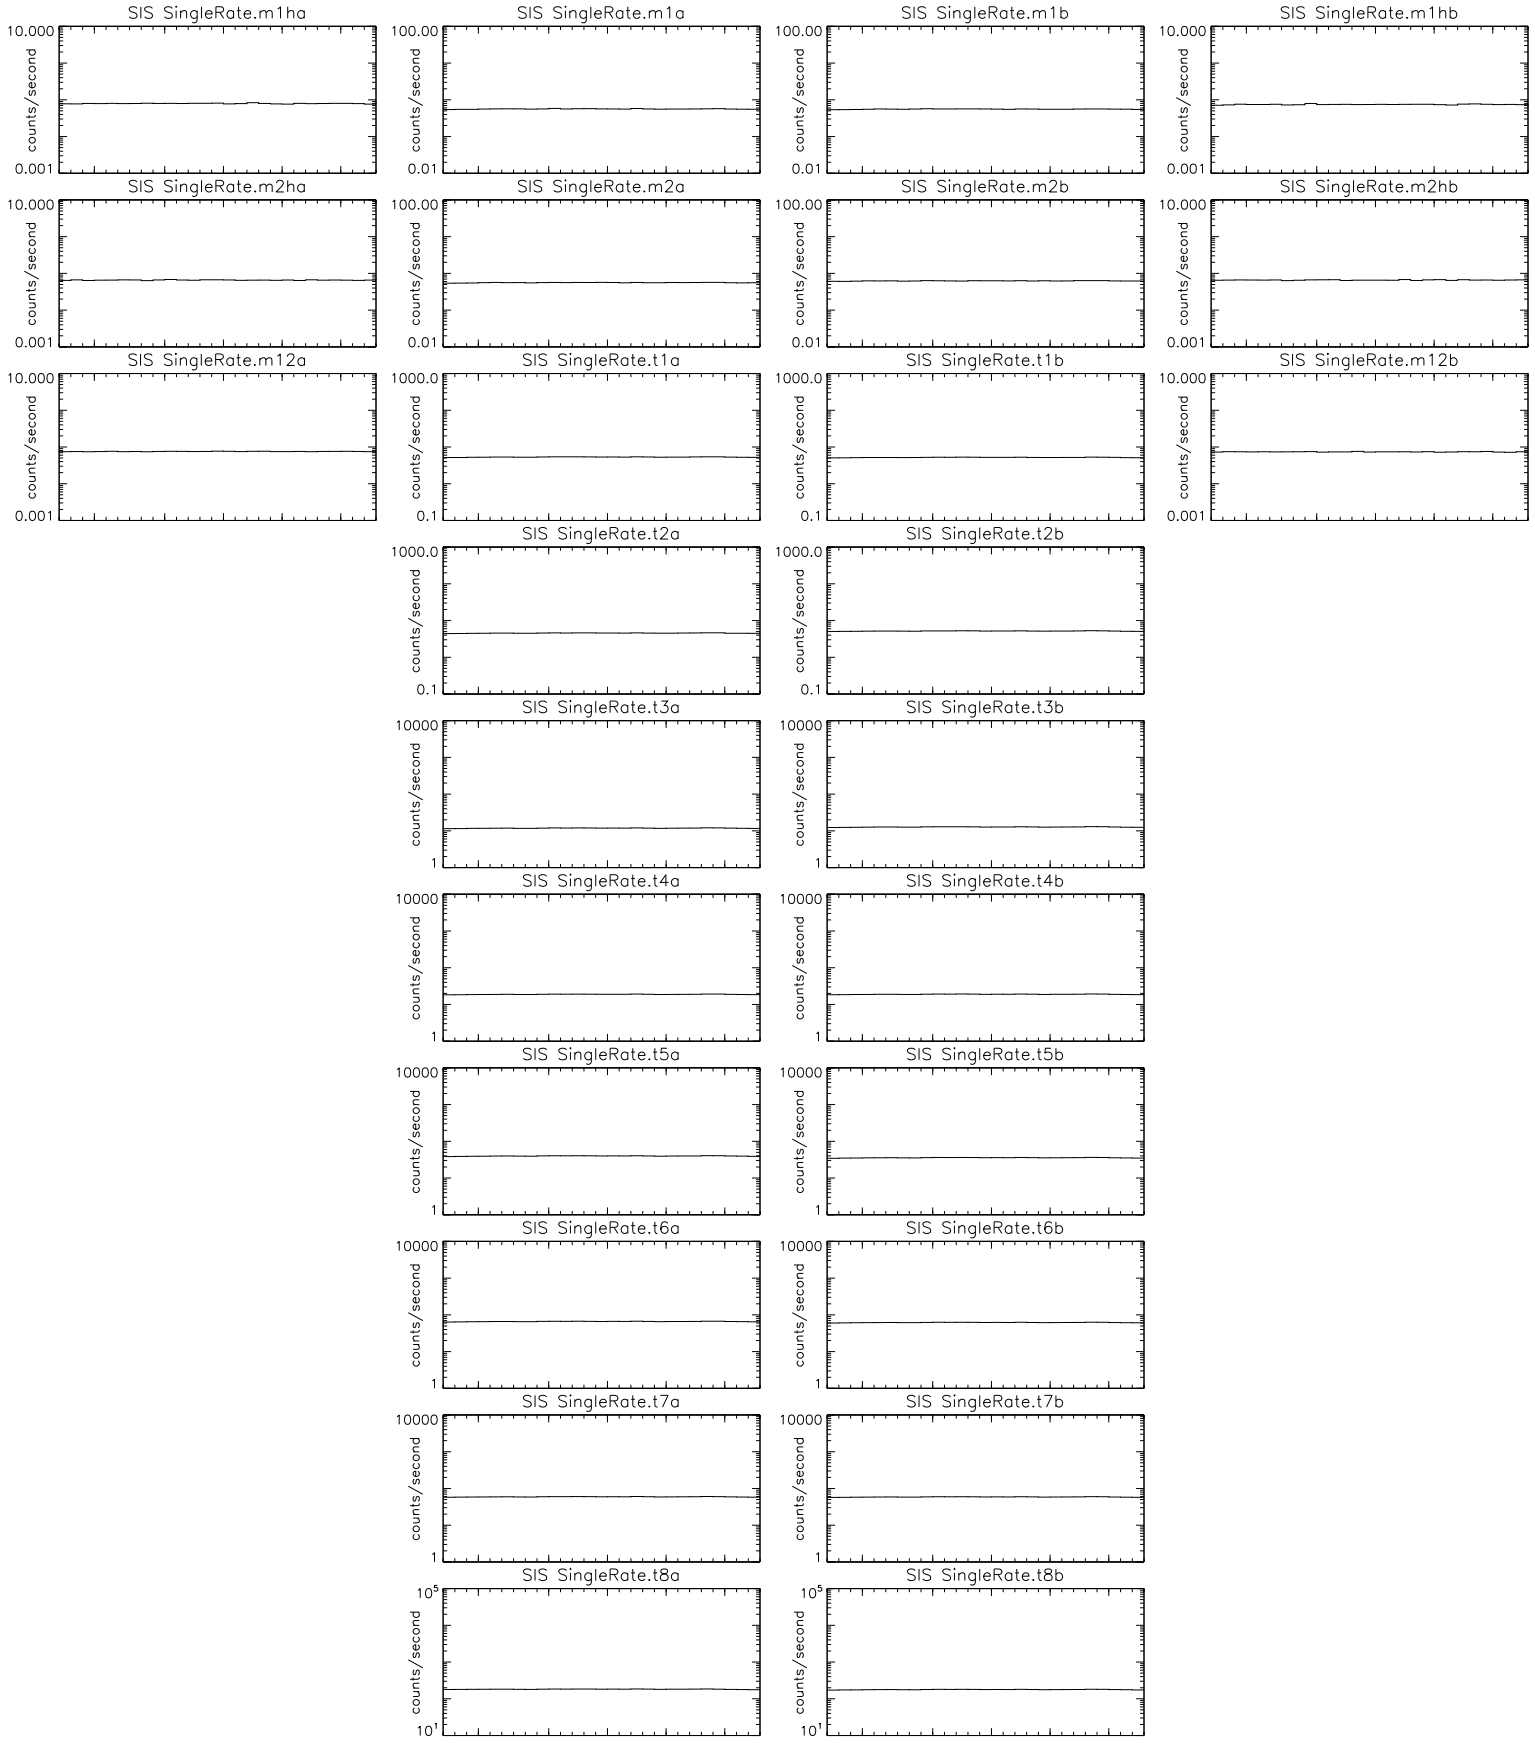 SIS SingleRate.m1ha
10.000
counts/second
0.001
SIS SingleRate.m1a
100.00
counts/second
0.01
SIS SingleRate.m1b
100.00
counts/second
0.01
SIS SingleRate.m1hb
10.000
counts/second
0.001
SIS SingleRate.m2ha
10.000
counts/second
0.001
SIS SingleRate.m2a
100.00
counts/second
0.01
SIS SingleRate.m2b
100.00
counts/second
0.01
SIS SingleRate.m2hb
10.000
counts/second
0.001
SIS SingleRate.m12a
10.000
counts/second
0.001
SIS SingleRate.t1a
1000.0
counts/second
0.1
SIS SingleRate.t1b
1000.0
counts/second
0.1
SIS SingleRate.m12b
10.000
counts/second
0.001
SIS SingleRate.t2a
1000.0
counts/second
0.1
SIS SingleRate.t2b
1000.0
counts/second
0.1
SIS SingleRate.t3a
10000
counts/second
1
SIS SingleRate.t3b
10000
counts/second
1
SIS SingleRate.t4a
10000
counts/second
1
SIS SingleRate.t4b
10000
counts/second
1
SIS SingleRate.t5a
10000
counts/second
1
SIS SingleRate.t5b
10000
counts/second
1
SIS SingleRate.t6a
10000
counts/second
1
SIS SingleRate.t6b
10000
counts/second
1
SIS SingleRate.t7a
10000
counts/second
1
SIS SingleRate.t7b
10000
counts/second
1
SIS SingleRate.t8a
10⁵
counts/second
10¹
SIS SingleRate.t8b
10⁵
counts/second
10¹